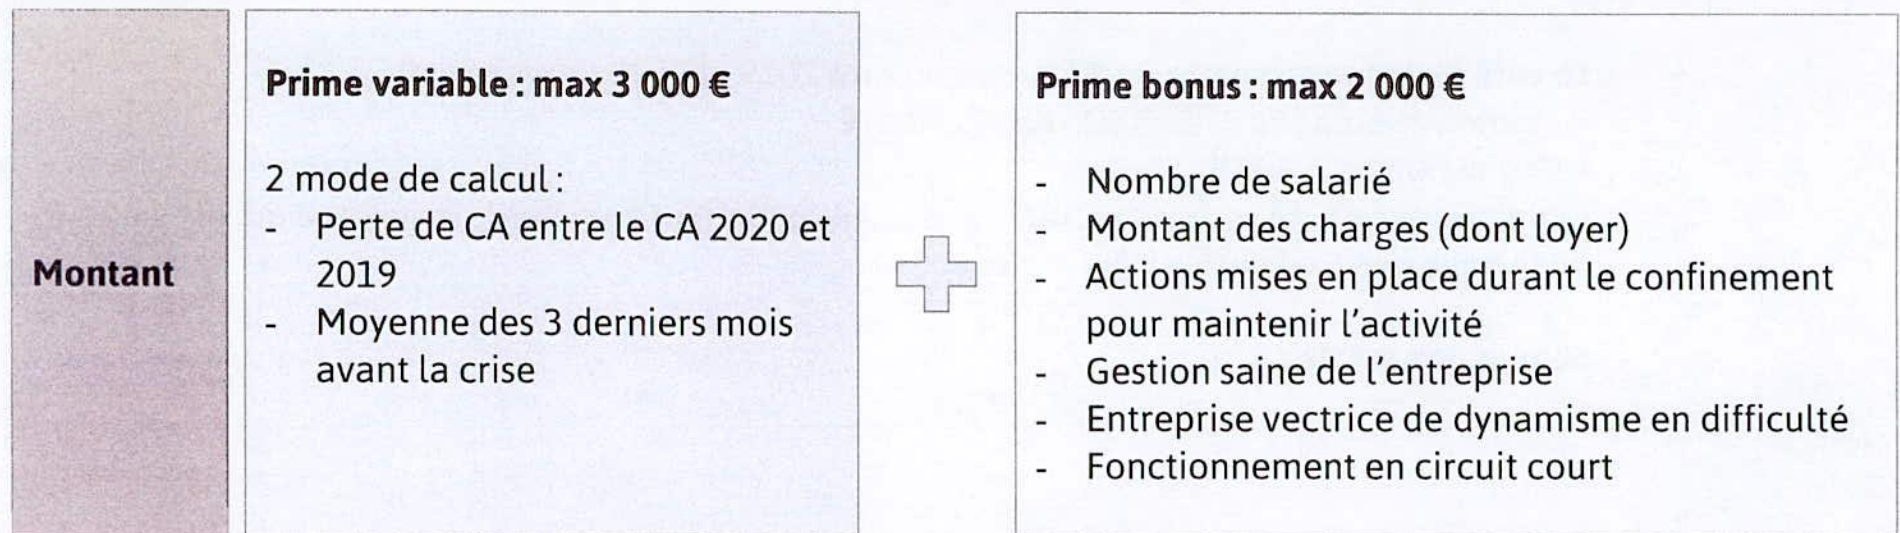 Montant
Prime variable : max 3 000 €
2 mode de calcul :
- Perte de CA entre le CA 2020 et
2019
- Moyenne des 3 derniers mois
avant la crise
Prime bonus : max 2 000 €
- Nombre de salarié
- Montant des charges (dont loyer)
- Actions mises en place durant le confinement
pour maintenir l'activité
- Gestion saine de l'entreprise
- Entreprise vectrice de dynamisme en difficulté
- Fonctionnement en circuit court